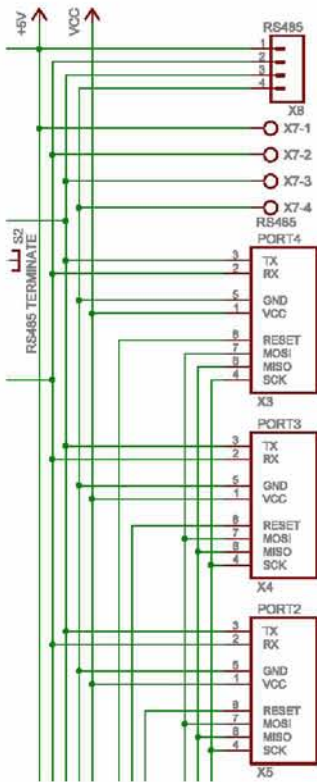 +5V
VCC
RS485
1
2
3
4
X8
X7-1
X7-2
X7-3
X7-4
RS485
S2
RS485 TERMINATE
PORT4
3 TX
2 RX
5 GND
1 VCC
6 RESET
7 MOSI
8 MISO
4 SCK
X3
PORT3
3 TX
2 RX
5 GND
1 VCC
6 RESET
7 MOSI
8 MISO
4 SCK
X4
PORT2
3 TX
2 RX
5 GND
1 VCC
6 RESET
7 MOSI
8 MISO
4 SCK
X5